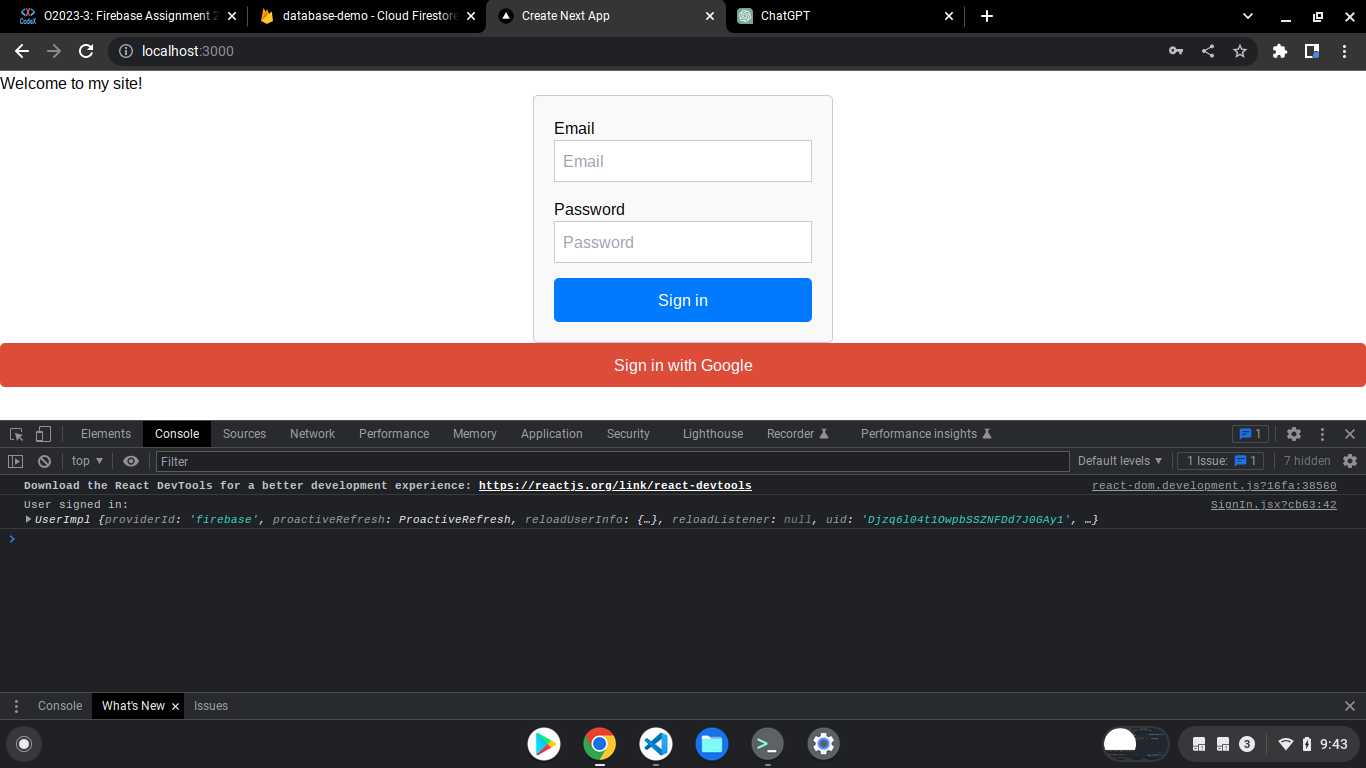 O2023-3: Firebase Assignment 2
database-demo - Cloud Firestore
Create Next App
ChatGPT
localhost:3000
Welcome to my site!
Email
Email
Password
Password
Sign in
Sign in with Google
Elements Console Sources Network Performance Memory Application Security Lighthouse Recorder Performance insights 1
top ▼ Filter Default levels ▼ 1 Issue: 1 7 hidden
Download the React DevTools for a better development experience: https://reactjs.org/link/react-devtools react-dom.development.js?16fa:38560
User signed in: SignIn.jsx?cb63:42
▶UserImpl {providerId: 'firebase', proactiveRefresh: ProactiveRefresh, reloadUserInfo: {…}, reloadListener: null, uid: 'Djzq6l04t1OwpbSSZNFDd7J0GAy1', …}
Console What's New Issues
3 9:43